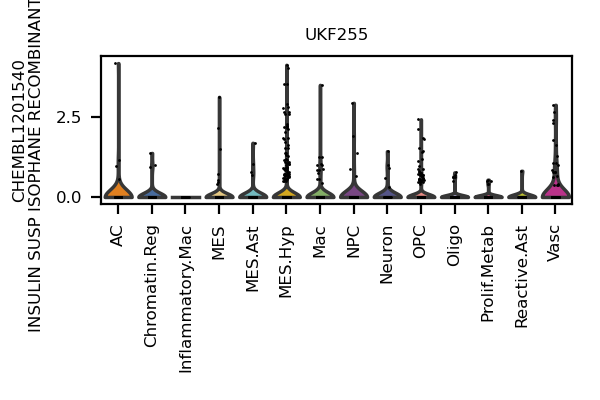 UKF255
CHEMBL1201540
INSULIN SUSP ISOPHANE RECOMBINANT
2.5
0.0
AC
Chromatin.Reg
Inflammatory.Mac
MES
MES.Ast
MES.Hyp
Mac
NPC
Neuron
OPC
Oligo
Prolif.Metab
Reactive.Ast
Vasc